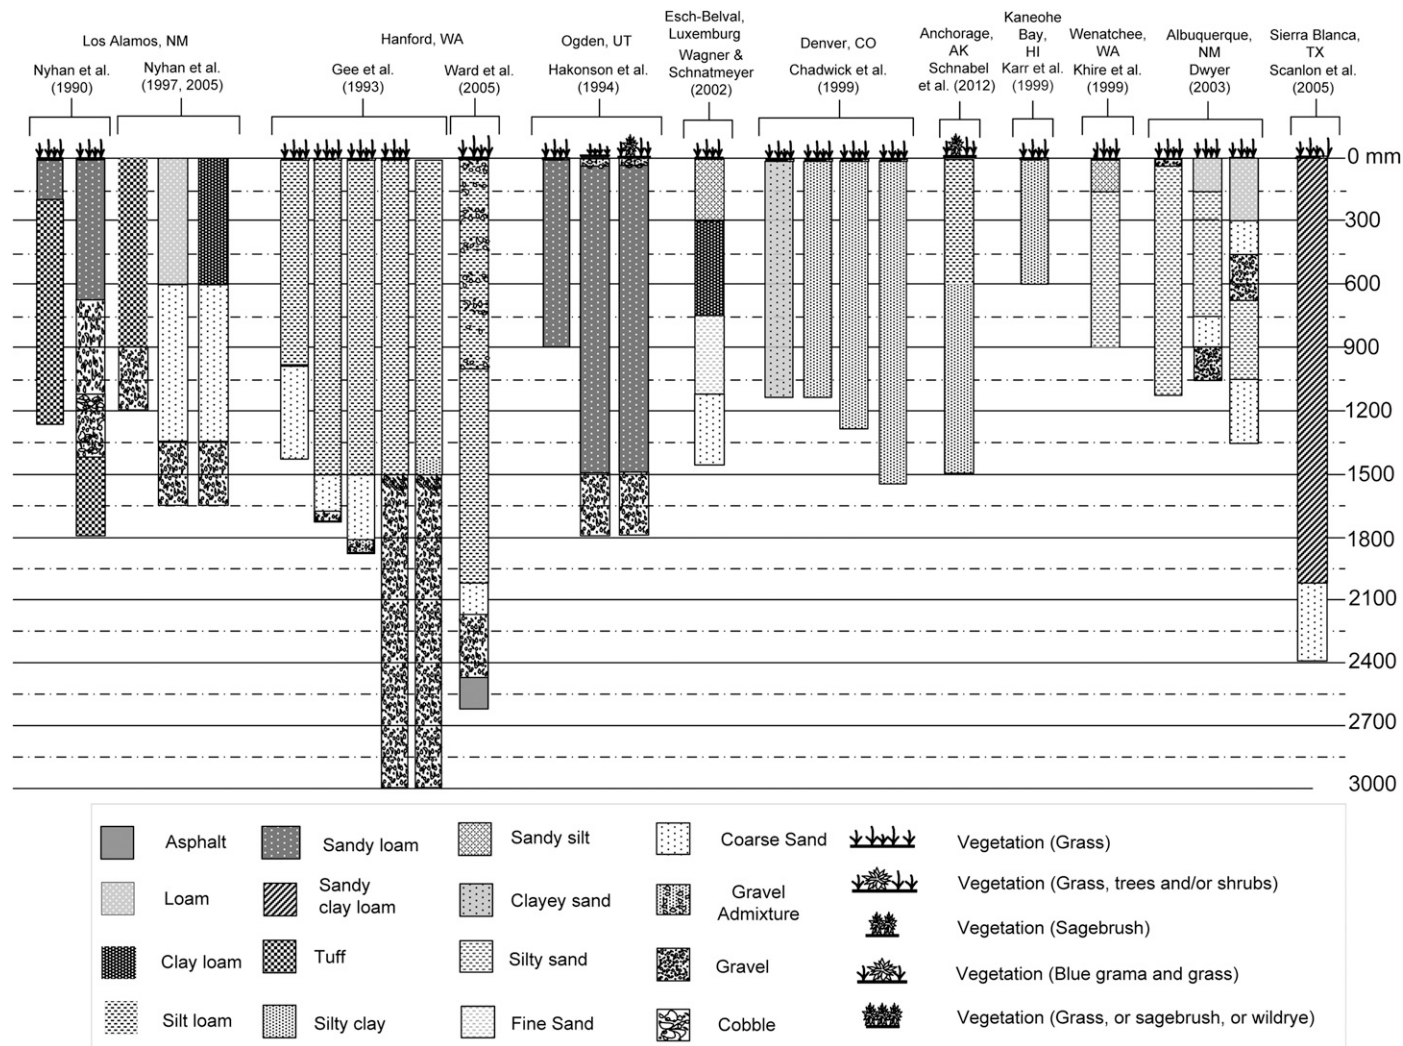 Los Alamos, NM
Nyhan et al.
(1990)
Nyhan et al.
(1997, 2005)
Hanford, WA
Gee et al.
(1993)
Ward et al.
(2005)
Ogden, UT
Hakonson et al.
(1994)
Esch-Belval,
Luxemburg
Wagner &
Schnatmeyer
(2002)
Denver, CO
Chadwick et al.
(1999)
Anchorage,
AK
Schnabel
et al. (2012)
Kaneohe
Bay,
HI
Karr et al.
(1999)
Wenatchee,
WA
Khire et al.
(1999)
Albuquerque,
NM
Dwyer
(2003)
Sierra Blanca,
TX
Scanlon et al.
(2005)
0 mm
300
600
900
1200
1500
1800
2100
2400
2700
3000
Asphalt
Sandy loam
Sandy silt
Coarse Sand
Vegetation (Grass)
Loam
Sandy
clay loam
Clayey sand
Gravel
Admixture
Vegetation (Grass, trees and/or shrubs)
Vegetation (Sagebrush)
Clay loam
Tuff
Silty sand
Gravel
Vegetation (Blue grama and grass)
Silt loam
Silty clay
Fine Sand
Cobble
Vegetation (Grass, or sagebrush, or wildrye)